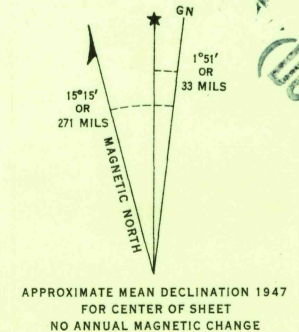 GN
1°51'
OR
33 MILS
15°15'
OR
271 MILS
MAGNETIC NORTH
APPROXIMATE MEAN DECLINATION 1947
FOR CENTER OF SHEET
NO ANNUAL MAGNETIC CHANGE